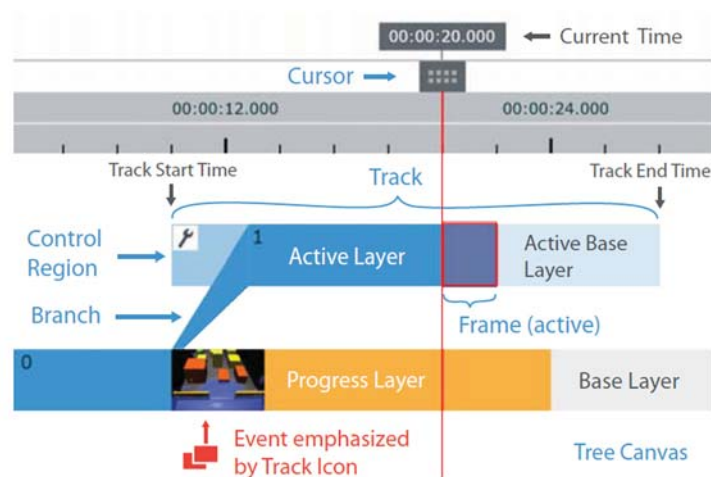 00:00:20.000
Current Time
Cursor
00:00:12.000
00:00:24.000
Track Start Time
Track
Track End Time
Control
Region
1
Active Layer
Active Base
Layer
Branch
Frame (active)
0
Progress Layer
Base Layer
Event emphasized
by Track Icon
Tree Canvas